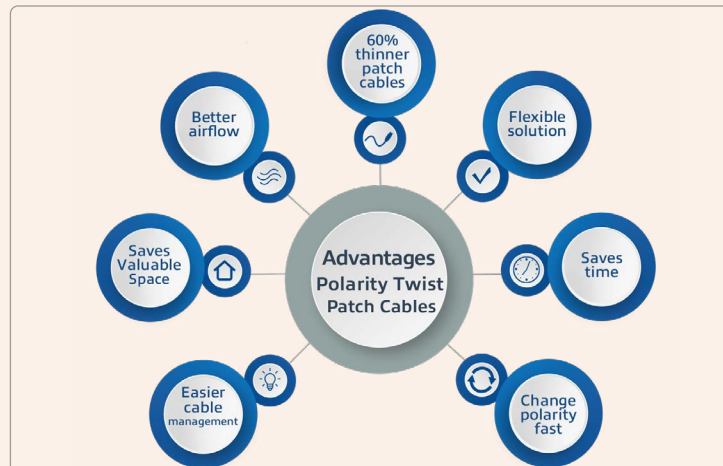 60%
thinner
patch
cables
Better
airflow
Flexible
solution
Saves
Valuable
Space
Advantages
Polarity Twist
Patch Cables
Saves
time
Easier
cable
management
Change
polarity
fast